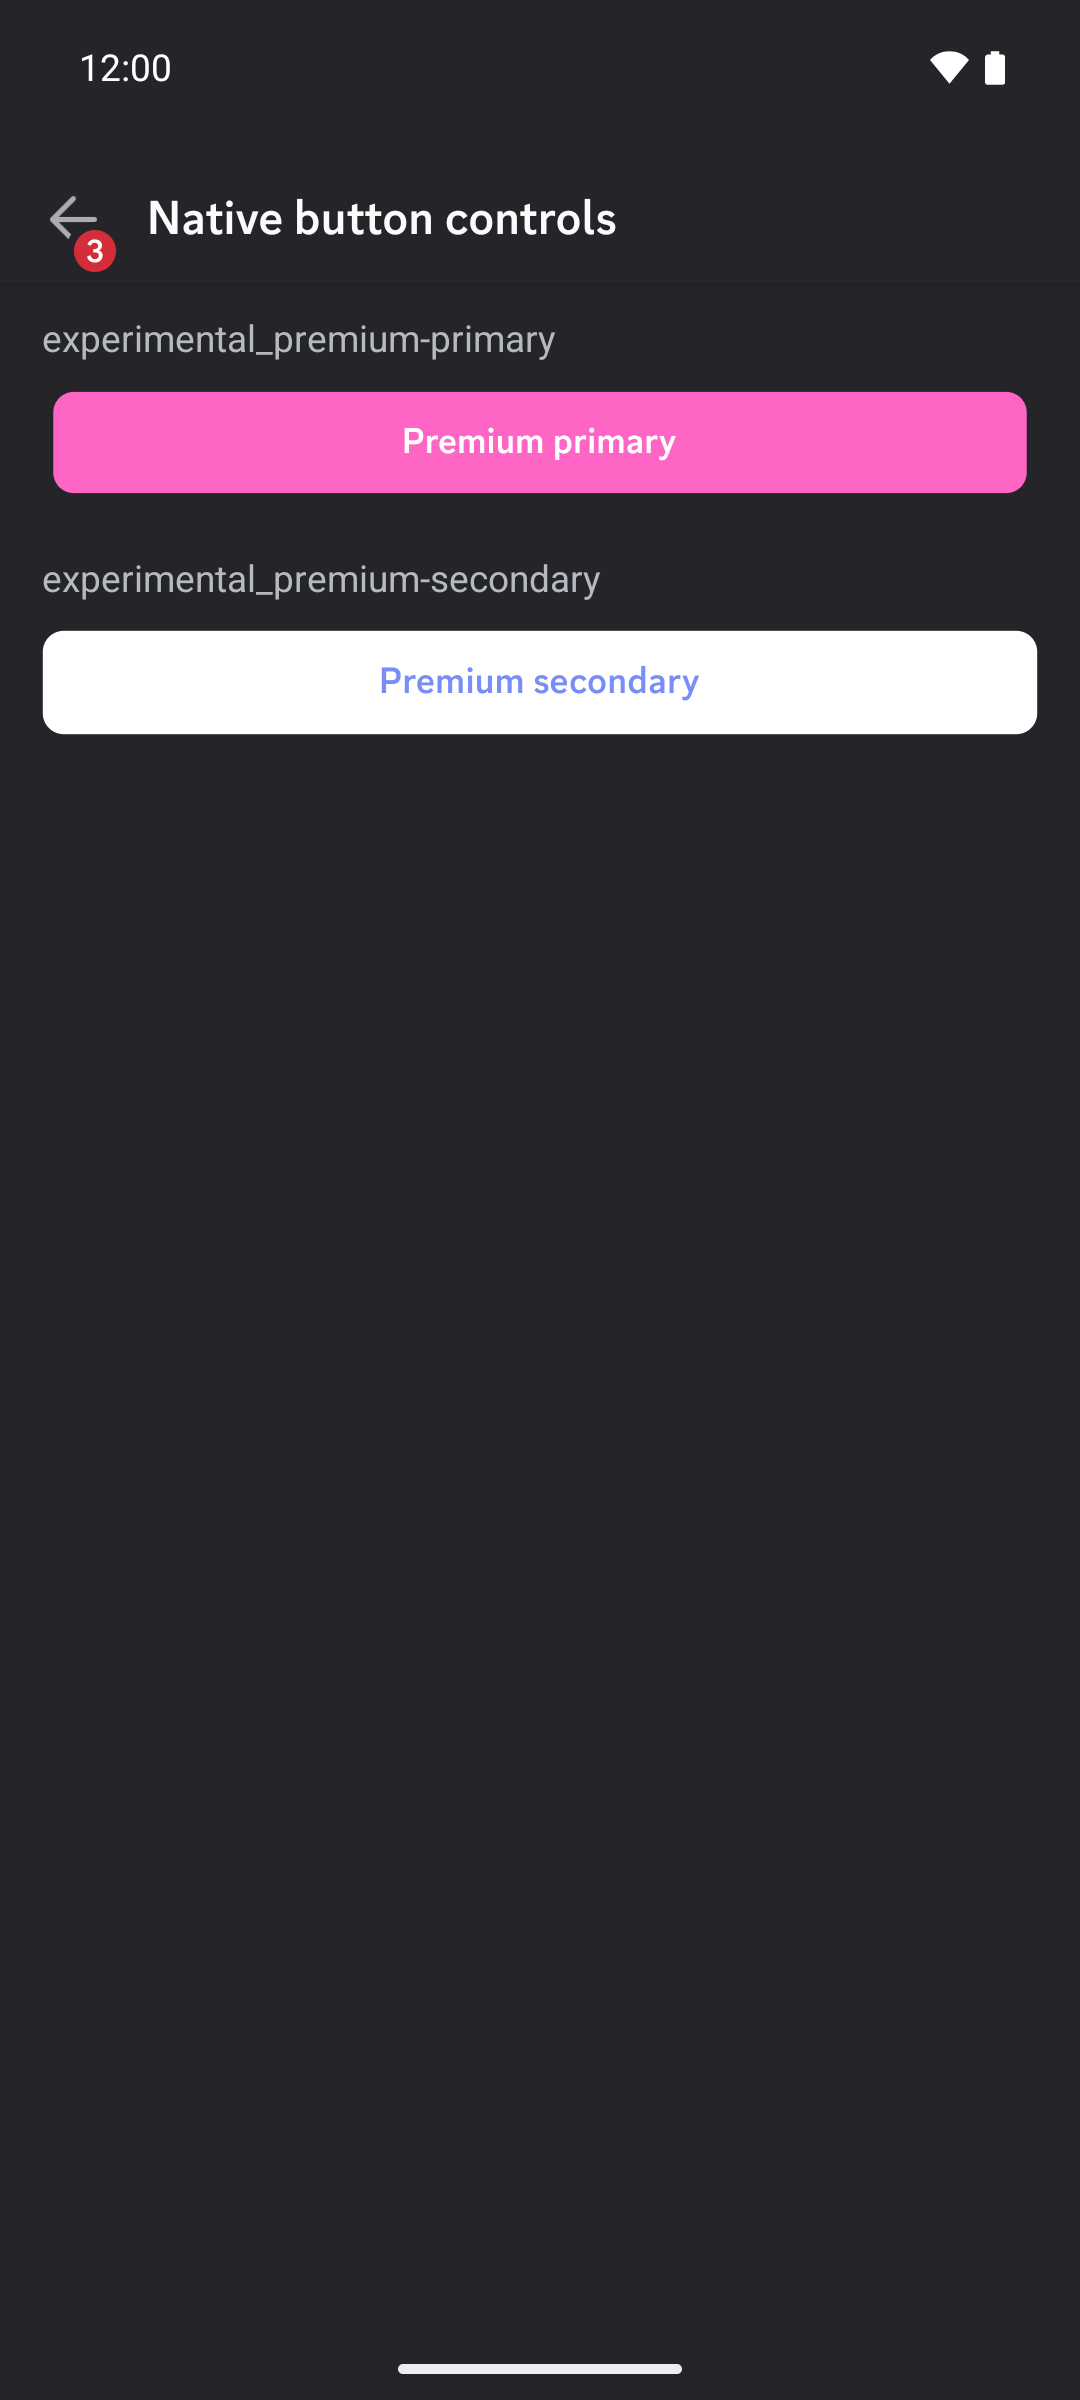 12:00
Native button controls
3
experimental_premium-primary
Premium primary
experimental_premium-secondary
Premium secondary